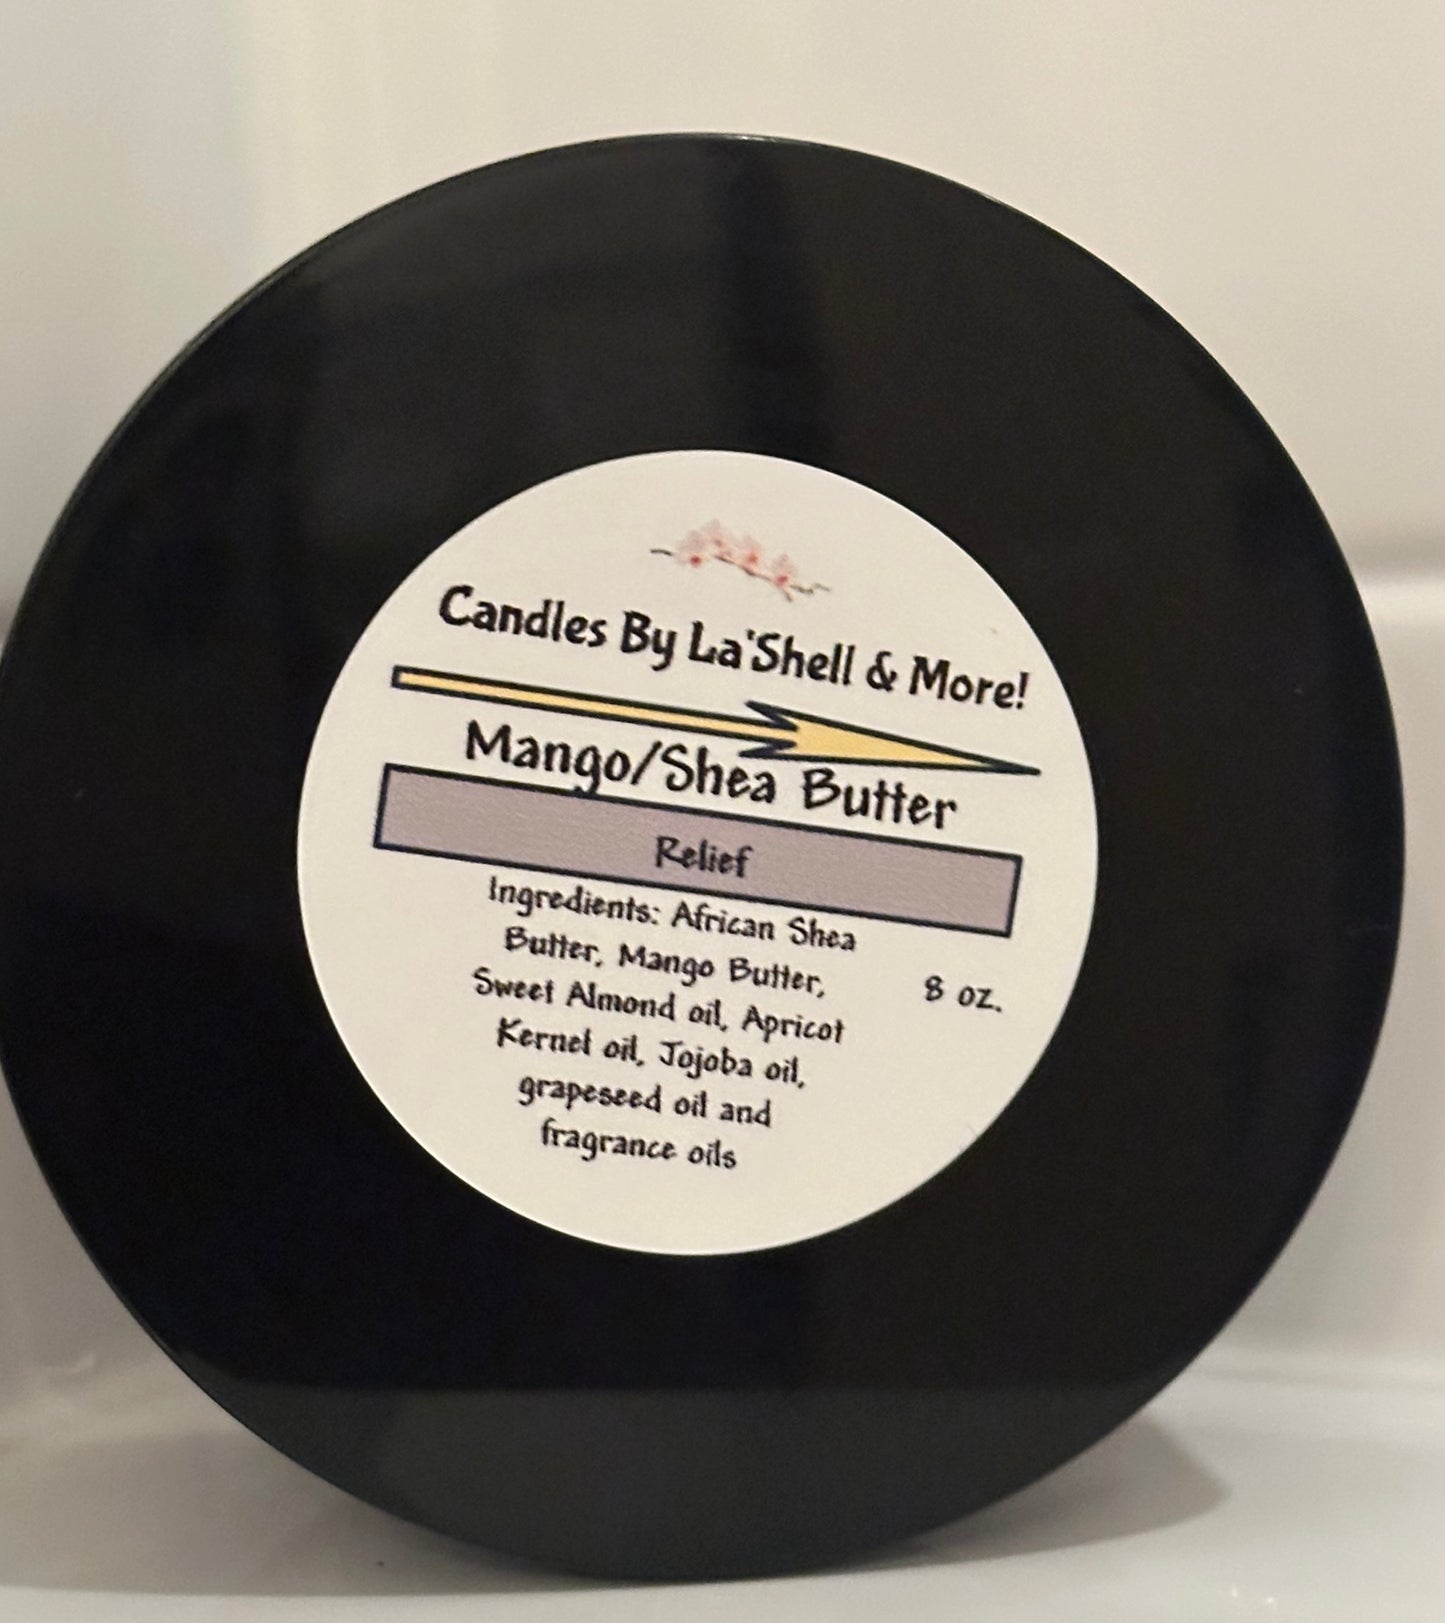 Candles By La'Shell & More!
Mango/Shea Butter
Relief
Ingredients: African Shea
Butter, Mango Butter,
Sweet Almond oil, Apricot
Kernel oil, Jojoba oil,
grapeseed oil and
fragrance oils
8 oz.